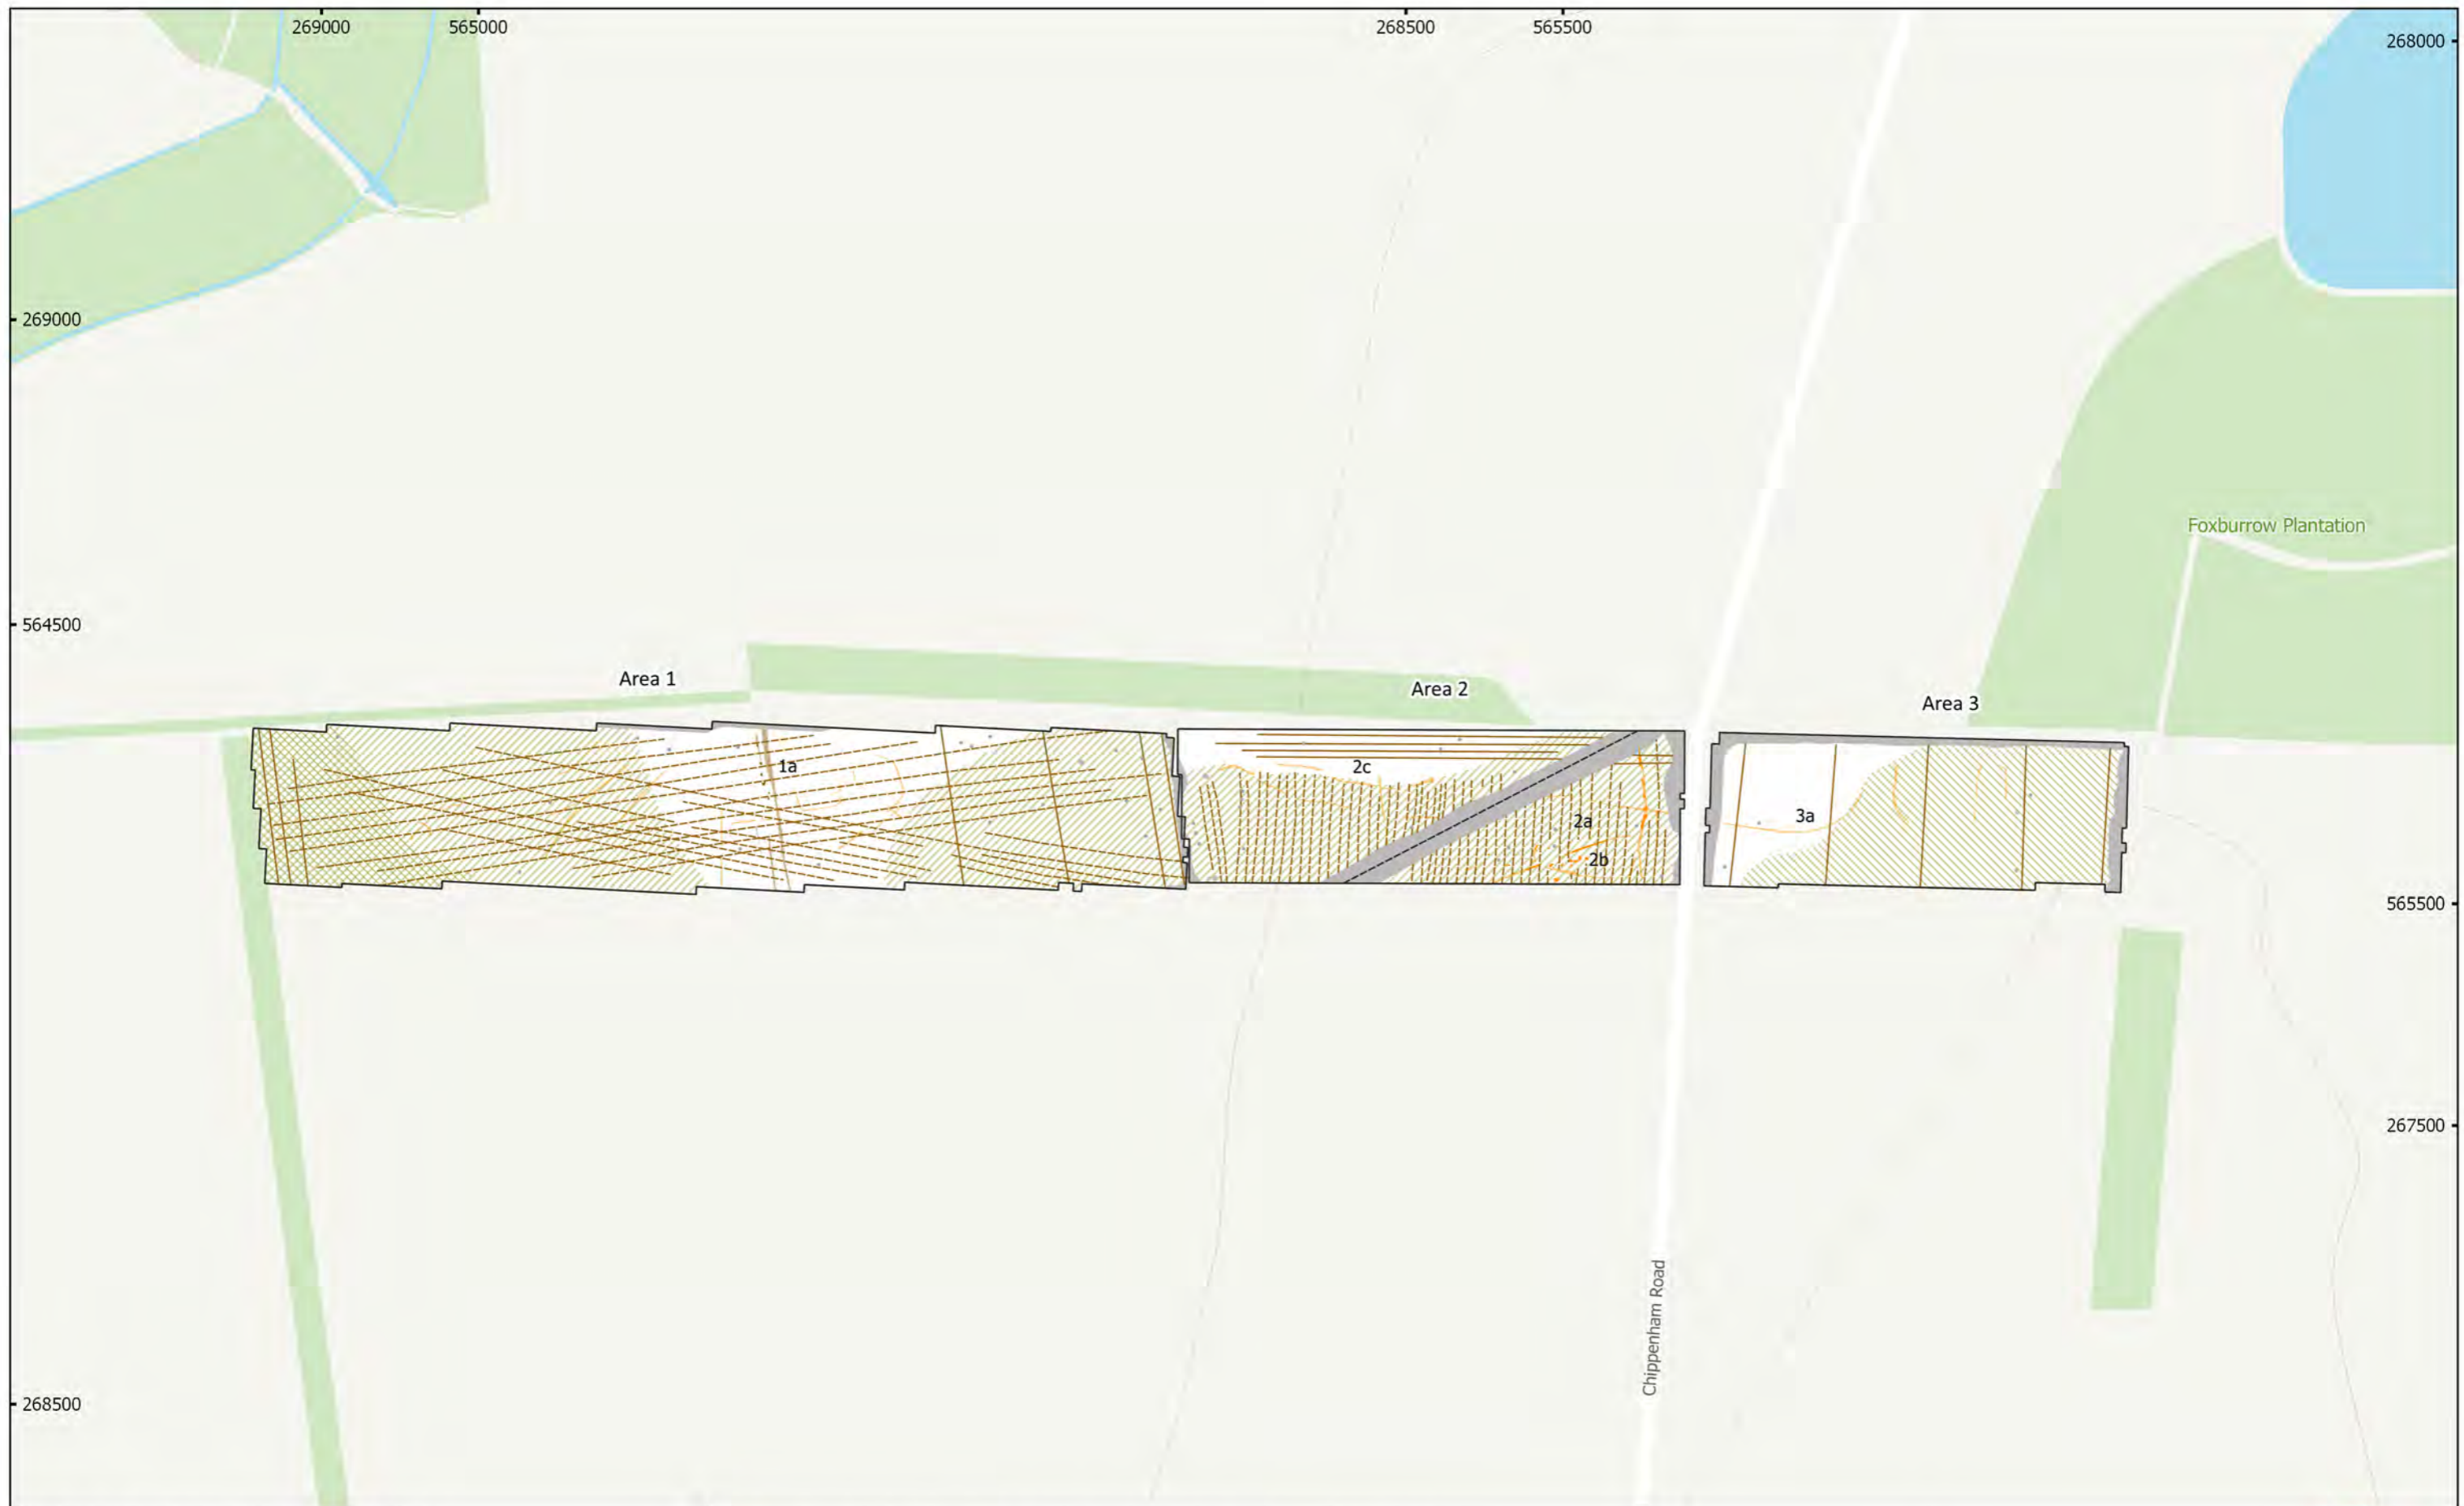 269000
565000
268500
565500
268000
269000
Foxburrow Plantation
564500
Area 1
Area 2
Area 3
1a
2c
3a
2a
2b
565500
267500
Chippenham Road
268500